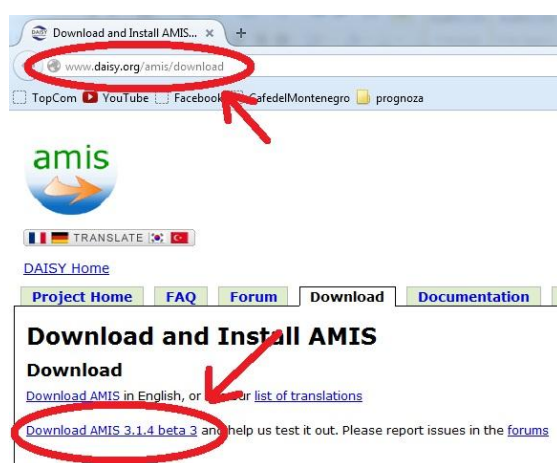 Download and Install AMIS... × +
www.daisy.org/amis/download
TopCom YouTube Facebook CafedelMontenegro prognoza
amis
TRANSLATE
DAISY Home
Project Home FAQ Forum Download Documentation
Download and Install AMIS
Download
Download AMIS in English, or our list of translations
Download AMIS 3.1.4 beta 3 and help us test it out. Please report issues in the forums